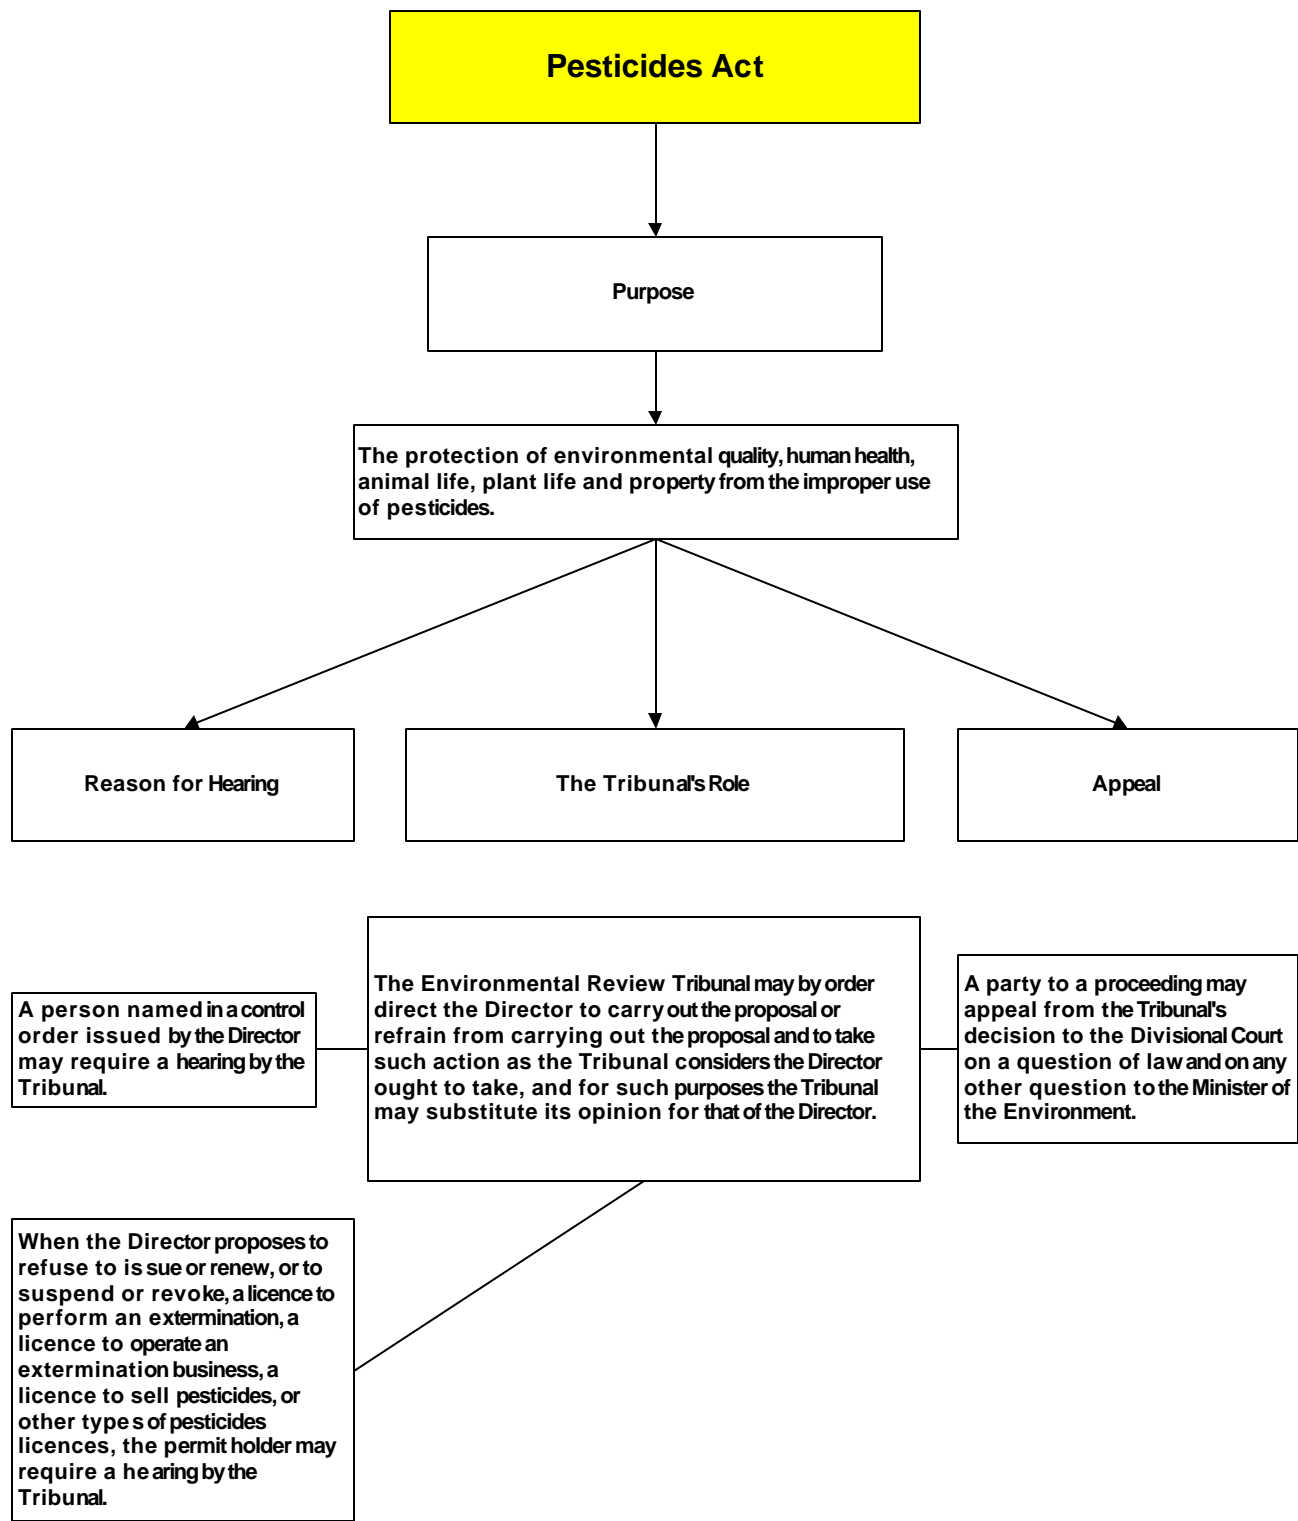 Pesticides Act
Purpose
The protection of environmental quality, human health,
animal life, plant life and property from the improper use
of pesticides.
Reason for Hearing
The Tribunal's Role
Appeal
A person named in a control
order issued by the Director
may require a hearing by the
Tribunal.
The Environmental Review Tribunal may by order
direct the Director to carry out the proposal or
refrain from carrying out the proposal and to take
such action as the Tribunal considers the Director
ought to take, and for such purposes the Tribunal
may substitute its opinion for that of the Director.
A party to a proceeding may
appeal from the Tribunal's
decision to the Divisional Court
on a question of law and on any
other question to the Minister of
the Environment.
When the Director proposes to
refuse to issue or renew, or to
suspend or revoke, a licence to
perform an extermination, a
licence to operate an
extermination business, a
licence to sell pesticides, or
other types of pesticides
licences, the permit holder may
require a hearing by the
Tribunal.